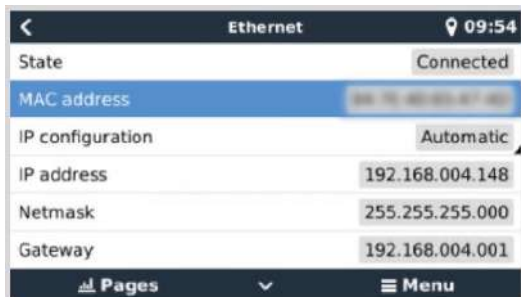 Ethernet 09:54
State Connected
MAC address
IP configuration Automatic
IP address 192.168.004.148
Netmask 255.255.255.000
Gateway 192.168.004.001
Pages Menu